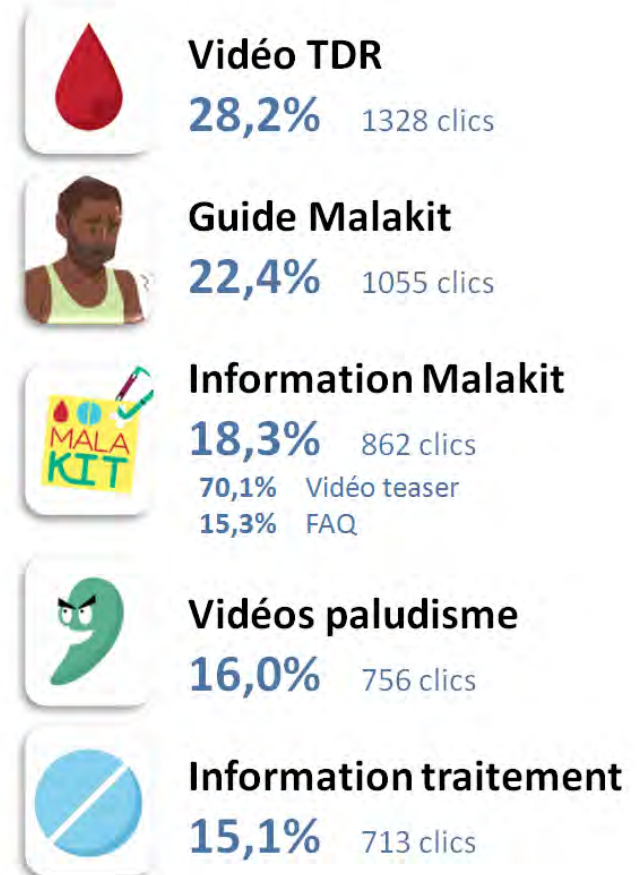 Vidéo TDR
28,2% 1328 clics
Guide Malakit
22,4% 1055 clics
MALA
KIT
Information Malakit
18,3% 862 clics
70,1% Vidéo teaser
15,3% FAQ
Vidéos paludisme
16,0% 756 clics
Information traitement
15,1% 713 clics